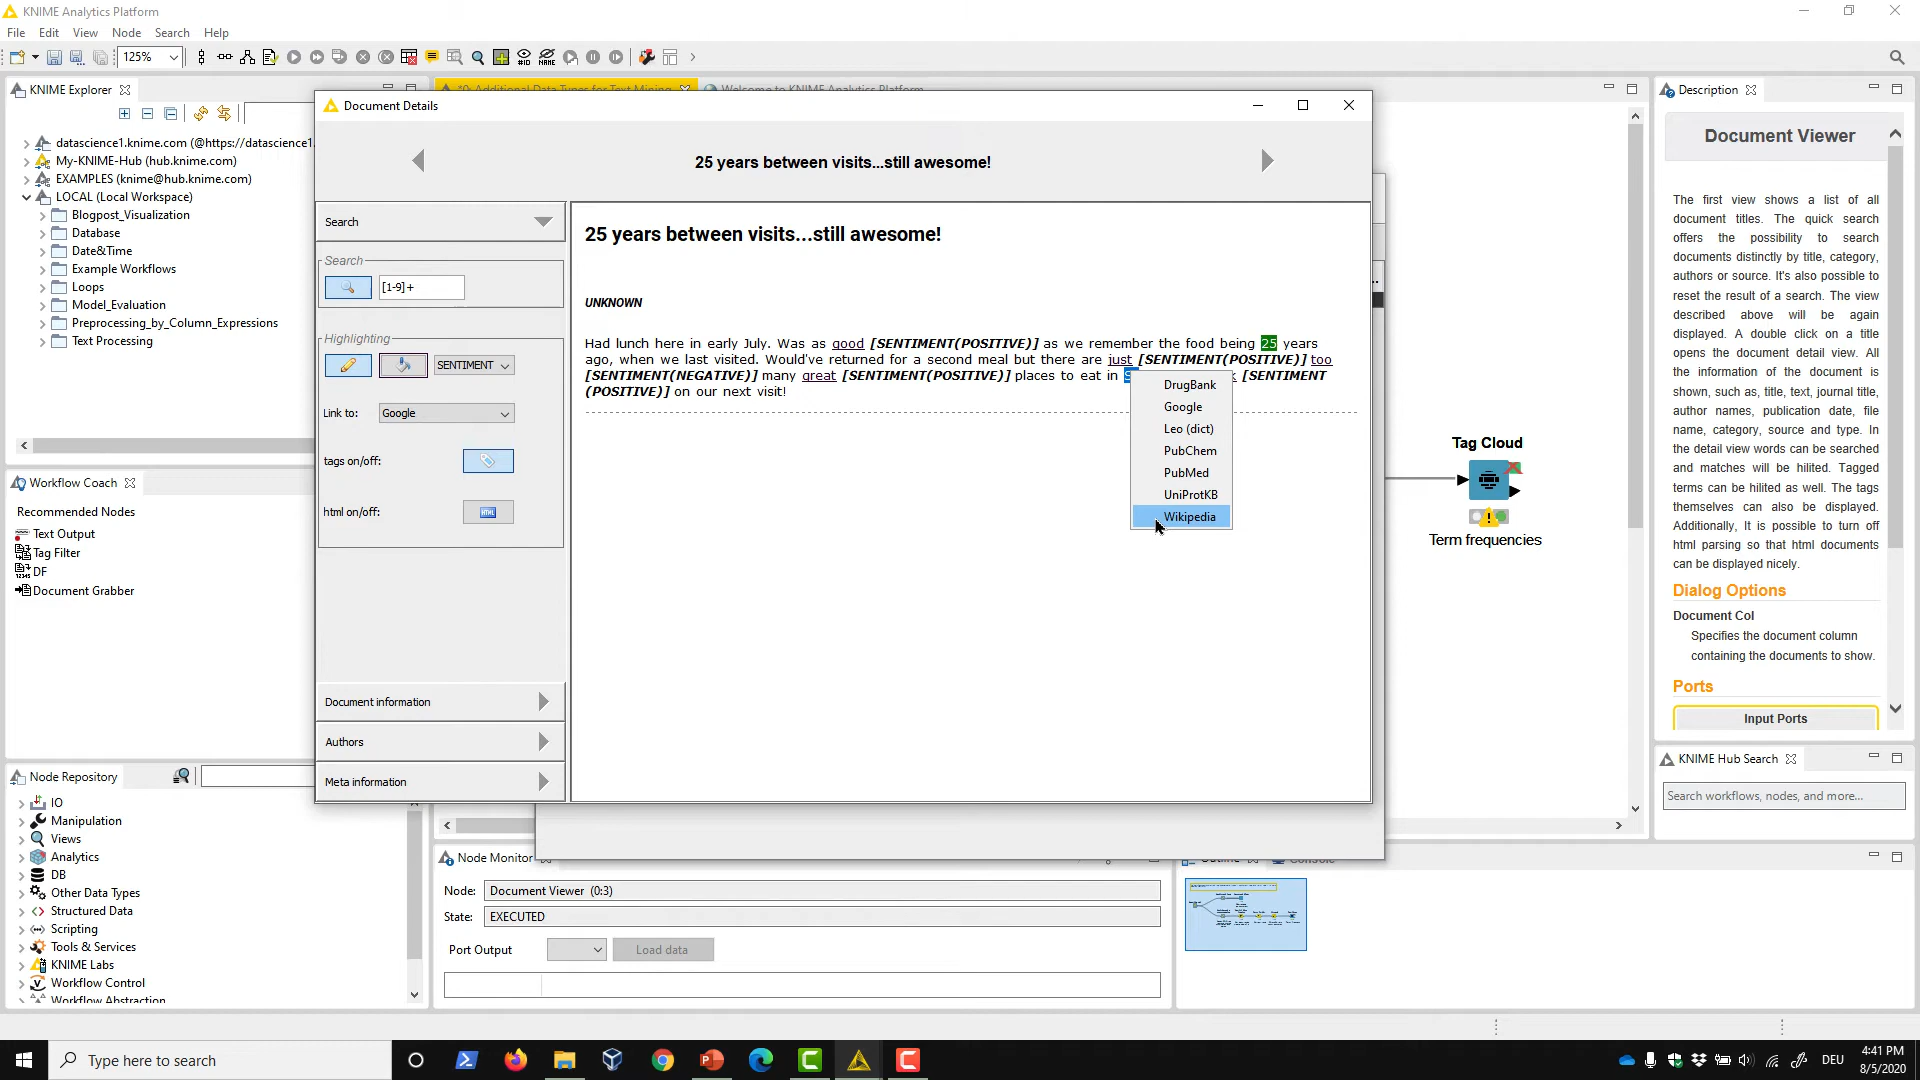 KNIME Analytics Platform
File Edit View Node Search Help
125%
KNIME Explorer
*0: Additional Data Types for Text Mining
Welcome to KNIME Analytics Platform
datascience1.knime.com (@https://datascience1.
My-KNIME-Hub (hub.knime.com)
EXAMPLES (knime@hub.knime.com)
LOCAL (Local Workspace)
Blogpost_Visualization
Database
Date&Time
Example Workflows
Loops
Model_Evaluation
Preprocessing_by_Column_Expressions
Text Processing
Workflow Coach
Recommended Nodes
Text Output
Tag Filter
DF
Document Grabber
Node Repository
IO
Manipulation
Views
Analytics
DB
Other Data Types
Structured Data
Scripting
Tools & Services
KNIME Labs
Workflow Control
Workflow Abstraction
Document Details
25 years between visits...still awesome!
Search
Search
[1-9]+
Highlighting
SENTIMENT
Link to: Google
tags on/off:
html on/off:
HTML
Document information
Authors
Meta information
25 years between visits...still awesome!
UNKNOWN
Had lunch here in early July. Was as good [SENTIMENT(POSITIVE)] as we remember the food being 25 years
ago, when we last visited. Would've returned for a second meal but there are just [SENTIMENT(POSITIVE)] too
[SENTIMENT(NEGATIVE)] many great [SENTIMENT(POSITIVE)] places to eat in [SENTIMENT
(POSITIVE)] on our next visit!
DrugBank
Google
Leo (dict)
PubChem
PubMed
UniProtKB
Wikipedia
Tag Cloud
Term frequencies
Node Monitor
Node: Document Viewer (0:3)
State: EXECUTED
Port Output
Load data
Outline
Console
Description
Document Viewer
The first view shows a list of all
document titles. The quick search
offers the possibility to search
documents distinctly by title, category,
authors or source. It's also possible to
reset the result of a search. The view
described above will be again
displayed. A double click on a title
opens the document detail view. All
the information of the document is
shown, such as, title, text, journal title,
author names, publication date, file
name, category, source and type. In
the detail view words can be searched
and matches will be hilited. Tagged
terms can be hilited as well. The tags
themselves can also be displayed.
Additionally, It is possible to turn off
html parsing so that html documents
can be displayed nicely.
Dialog Options
Document Col
Specifies the document column
containing the documents to show.
Ports
Input Ports
KNIME Hub Search
Search workflows, nodes, and more...
Type here to search
DEU
4:41 PM
8/5/2020